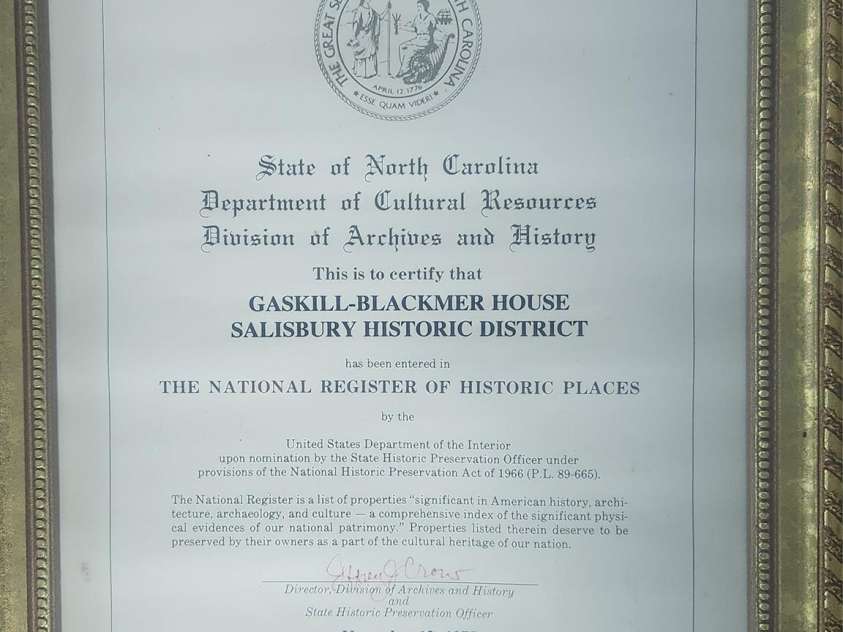 THE GREAT S
H CAROLINA
APRIL 12 1776
★ ESSE QUAM VIDERI ★
State of North Carolina
Department of Cultural Resources
Division of Archives and History
This is to certify that
GASKILL-BLACKMER HOUSE
SALISBURY HISTORIC DISTRICT
has been entered in
THE NATIONAL REGISTER OF HISTORIC PLACES
by the
United States Department of the Interior
upon nomination by the State Historic Preservation Officer under
provisions of the National Historic Preservation Act of 1966 (P.L. 89-665).
The National Register is a list of properties "significant in American history, archi-
tecture, archaeology, and culture — a comprehensive index of the significant physi-
cal evidences of our national patrimony." Properties listed therein deserve to be
preserved by their owners as a part of the cultural heritage of our nation.
Jeffrey J Crow
Director, Division of Archives and History
and
State Historic Preservation Officer